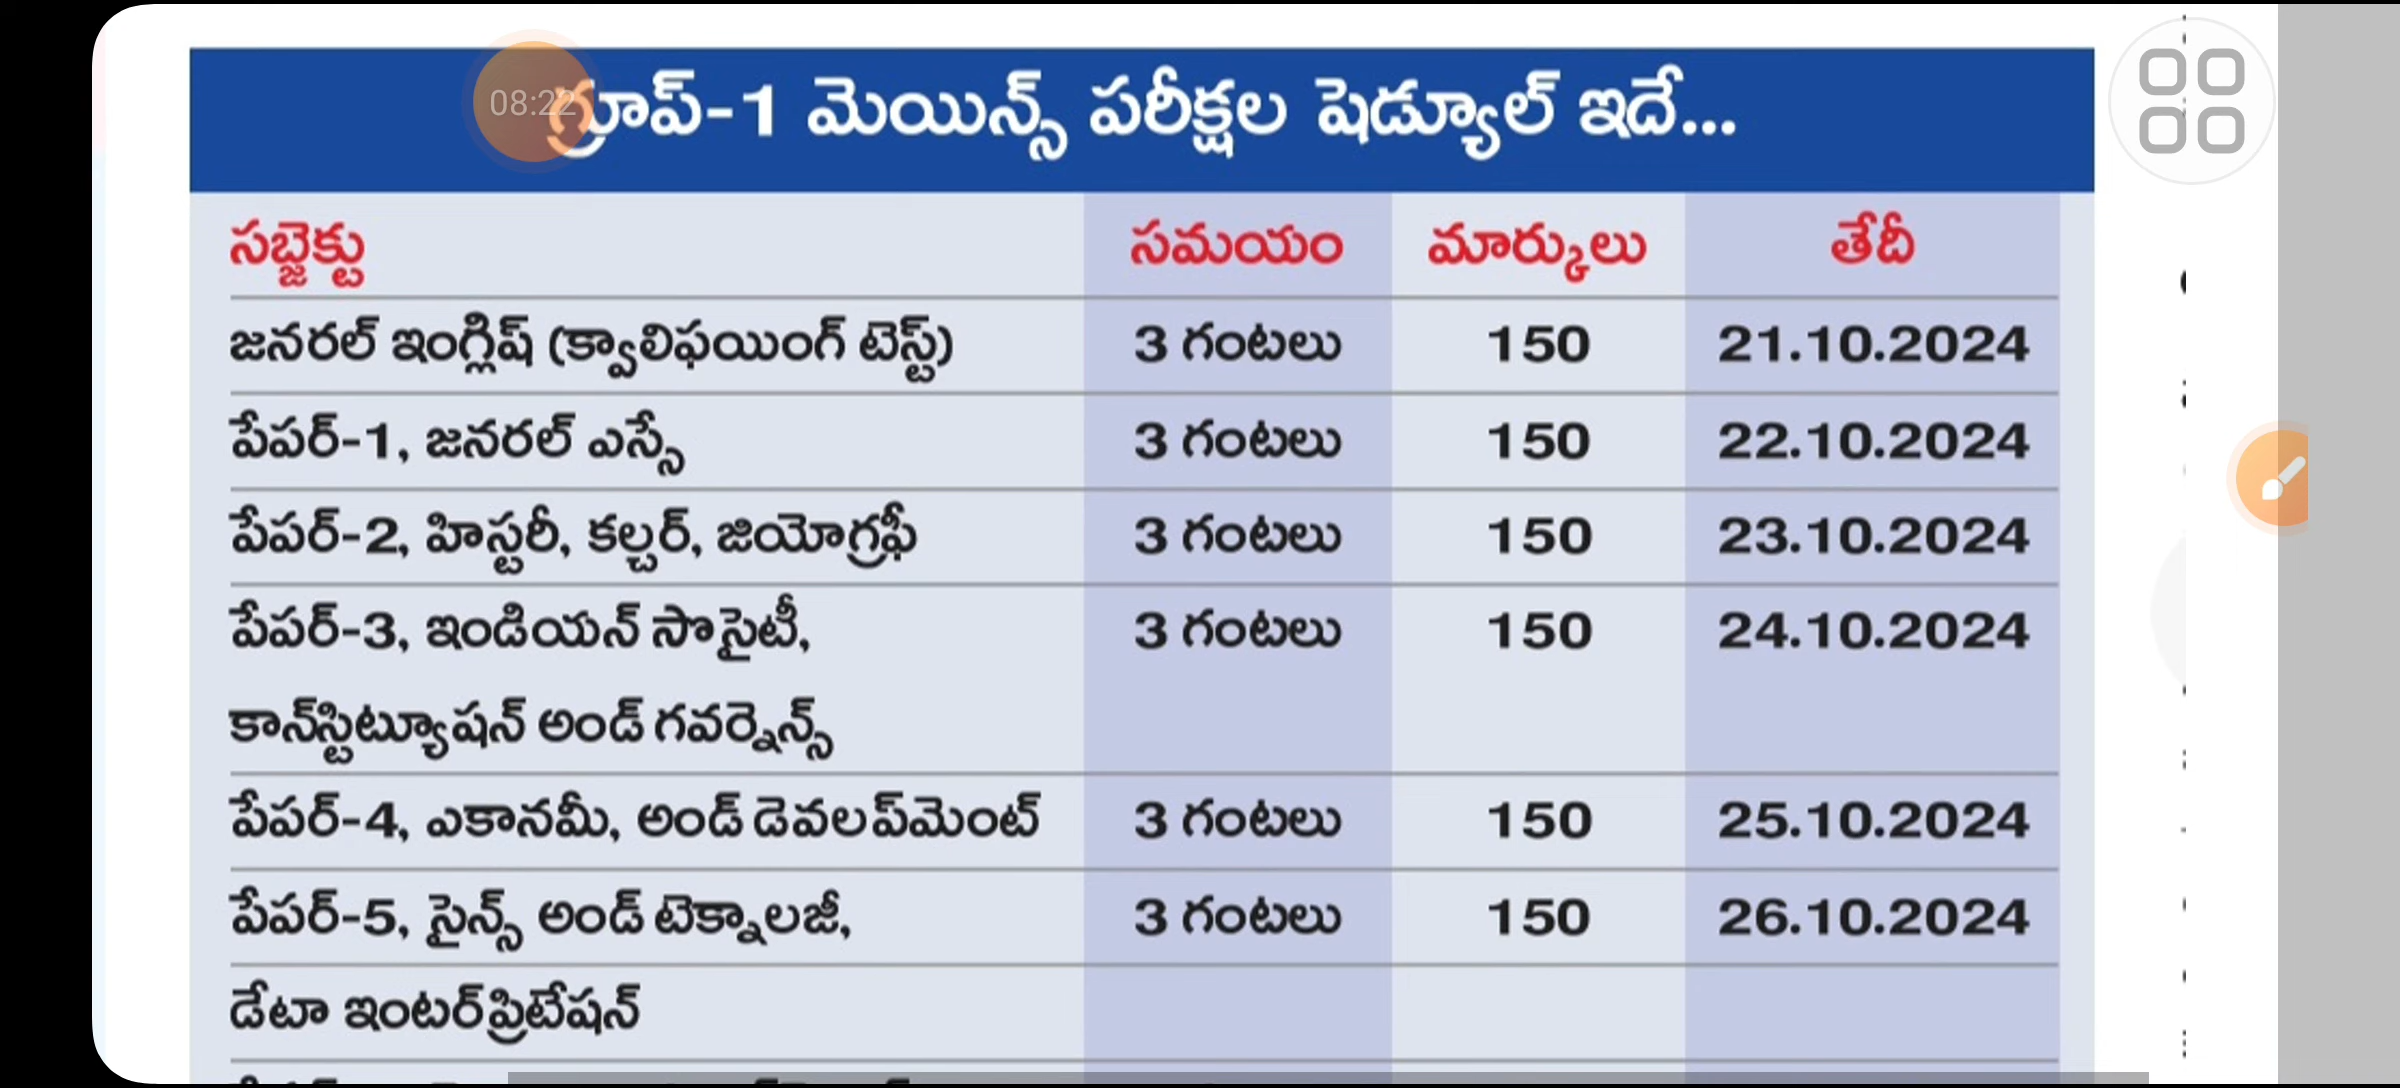 గ్రూప్-1 మెయిన్స్ పరీక్షల షెడ్యూల్ ఇదే...
08:22
సబ్జెక్టు సమయం మార్కులు తేదీ
జనరల్ ఇంగ్లిష్ (క్వాలిఫయింగ్ టెస్ట్) 3 గంటలు 150 21.10.2024
పేపర్-1, జనరల్ ఎస్సే 3 గంటలు 150 22.10.2024
పేపర్-2, హిస్టరీ, కల్చర్, జియోగ్రఫీ 3 గంటలు 150 23.10.2024
పేపర్-3, ఇండియన్ సొసైటీ, 3 గంటలు 150 24.10.2024
కాన్‌స్టిట్యూషన్ అండ్ గవర్నెన్స్
పేపర్-4, ఎకానమీ, అండ్ డెవలప్‌మెంట్ 3 గంటలు 150 25.10.2024
పేపర్-5, సైన్స్ అండ్ టెక్నాలజీ, 3 గంటలు 150 26.10.2024
డేటా ఇంటర్‌ప్రిటేషన్